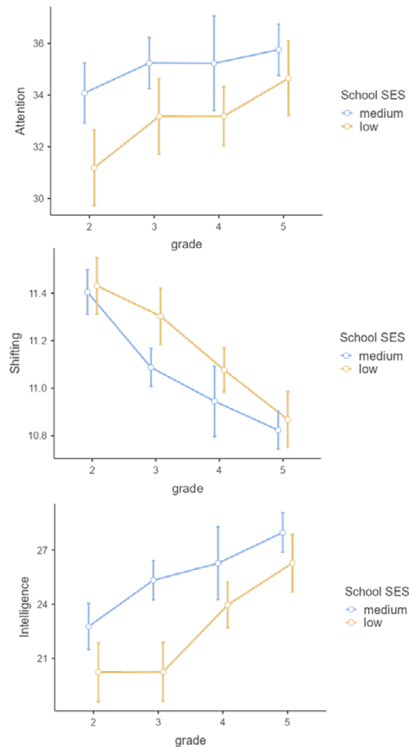 Attention
36
34
32
30
2 3 4 5
grade
School SES
medium
low
Shifting
11.4
11.2
11.0
10.8
2 3 4 5
grade
School SES
medium
low
Intelligence
27
24
21
2 3 4 5
grade
School SES
medium
low